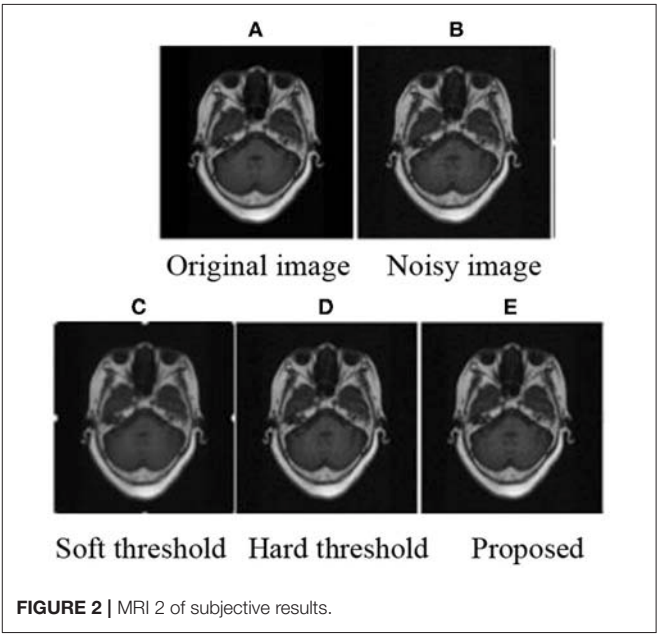 A B
Original image Noisy image
C D E
Soft threshold Hard threshold Proposed
FIGURE 2 | MRI 2 of subjective results.